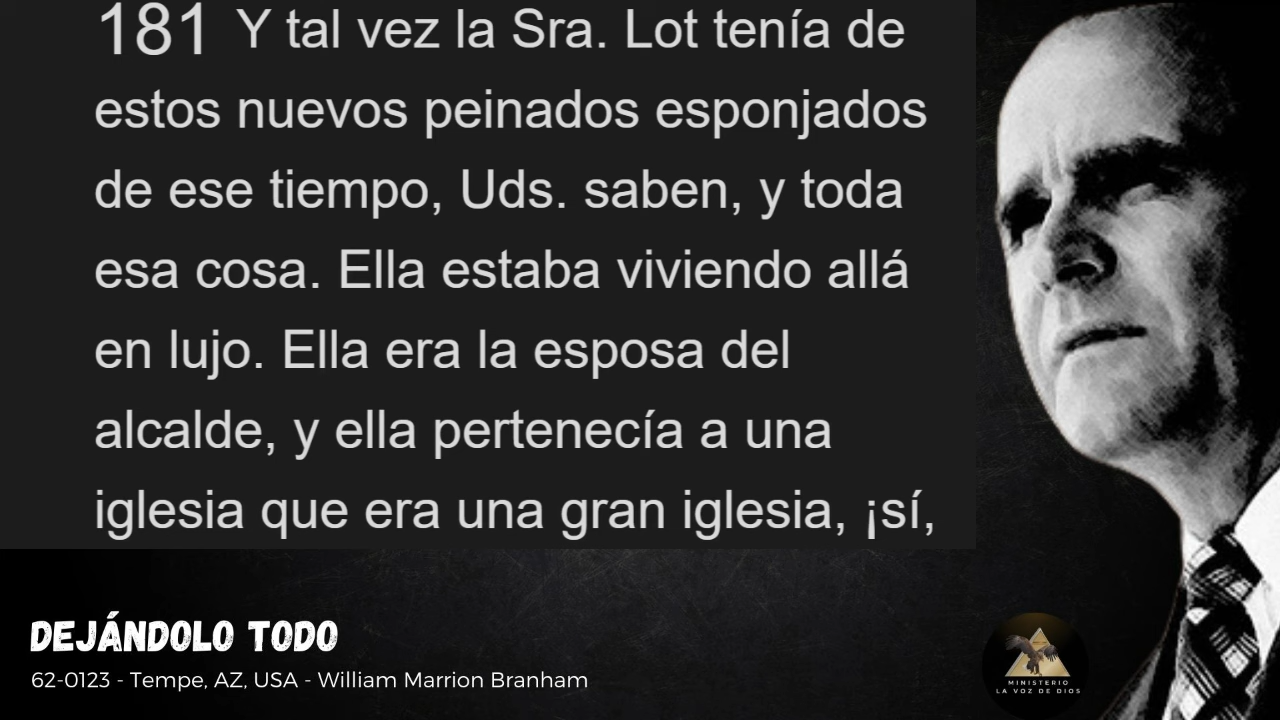 181 Y tal vez la Sra. Lot tenía de
estos nuevos peinados esponjados
de ese tiempo, Uds. saben, y toda
esa cosa. Ella estaba viviendo allá
en lujo. Ella era la esposa del
alcalde, y ella pertenecía a una
iglesia que era una gran iglesia, ¡sí,
DEJÁNDOLO TODO
62-0123 - Tempe, AZ, USA - William Marrion Branham
MINISTERIO
LA VOZ DE DIOS